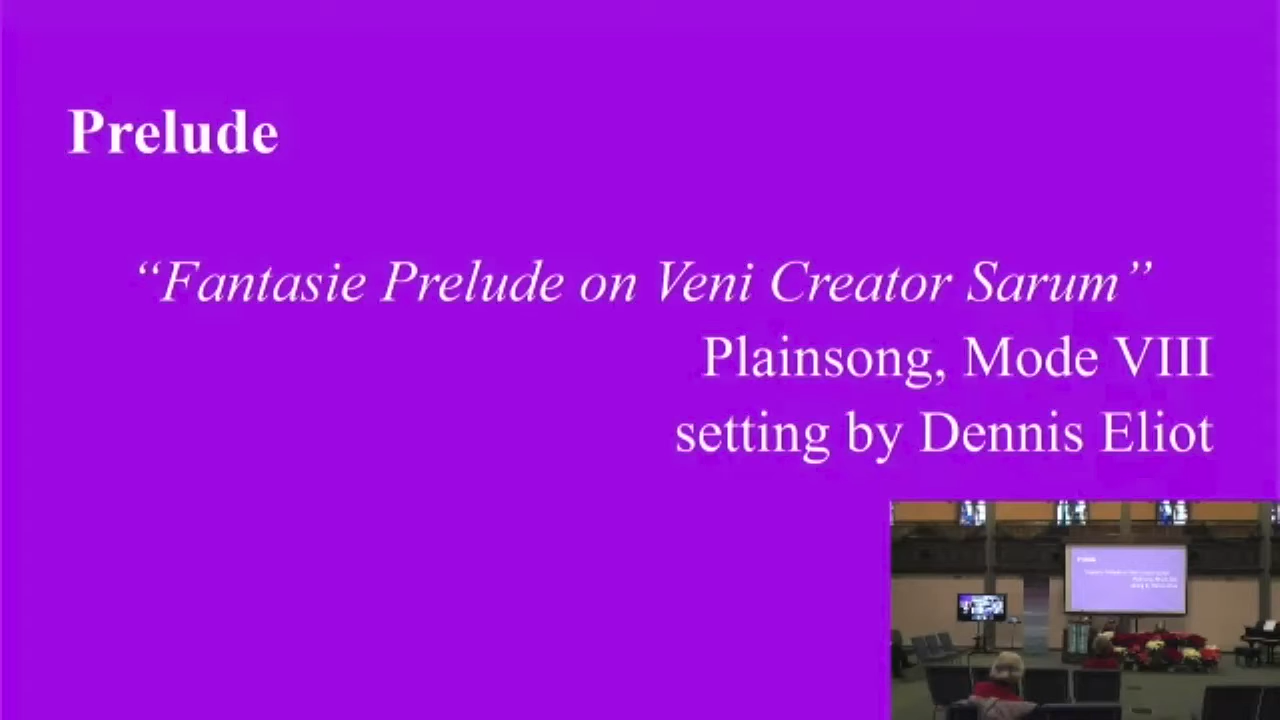 Prelude
“Fantasie Prelude on Veni Creator Sarum”
Plainsong, Mode VIII
setting by Dennis Eliot